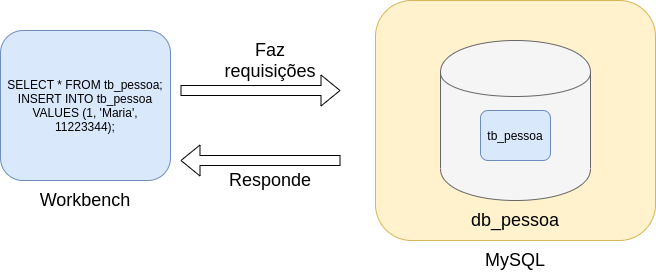 SELECT * FROM tb_pessoa;
INSERT INTO tb_pessoa
VALUES (1, 'Maria',
11223344);
Workbench
Faz
requisições
Responde
tb_pessoa
db_pessoa
MySQL